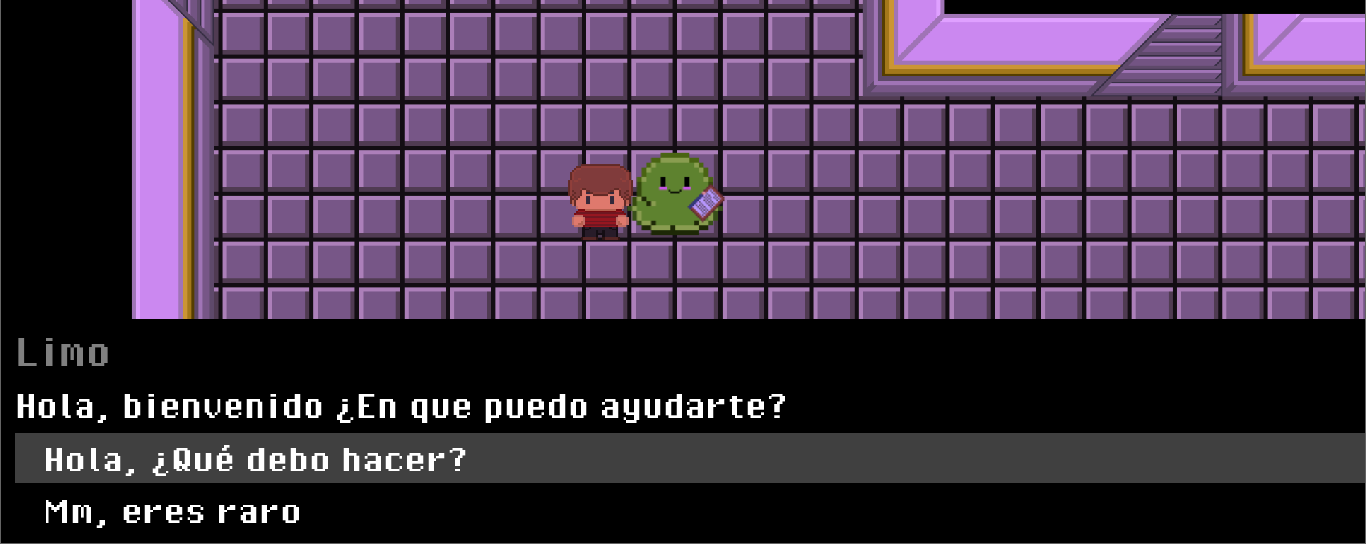 Limo
Hola, bienvenido ¿En que puedo ayudarte?
Hola, ¿Qué debo hacer?
Mm, eres raro